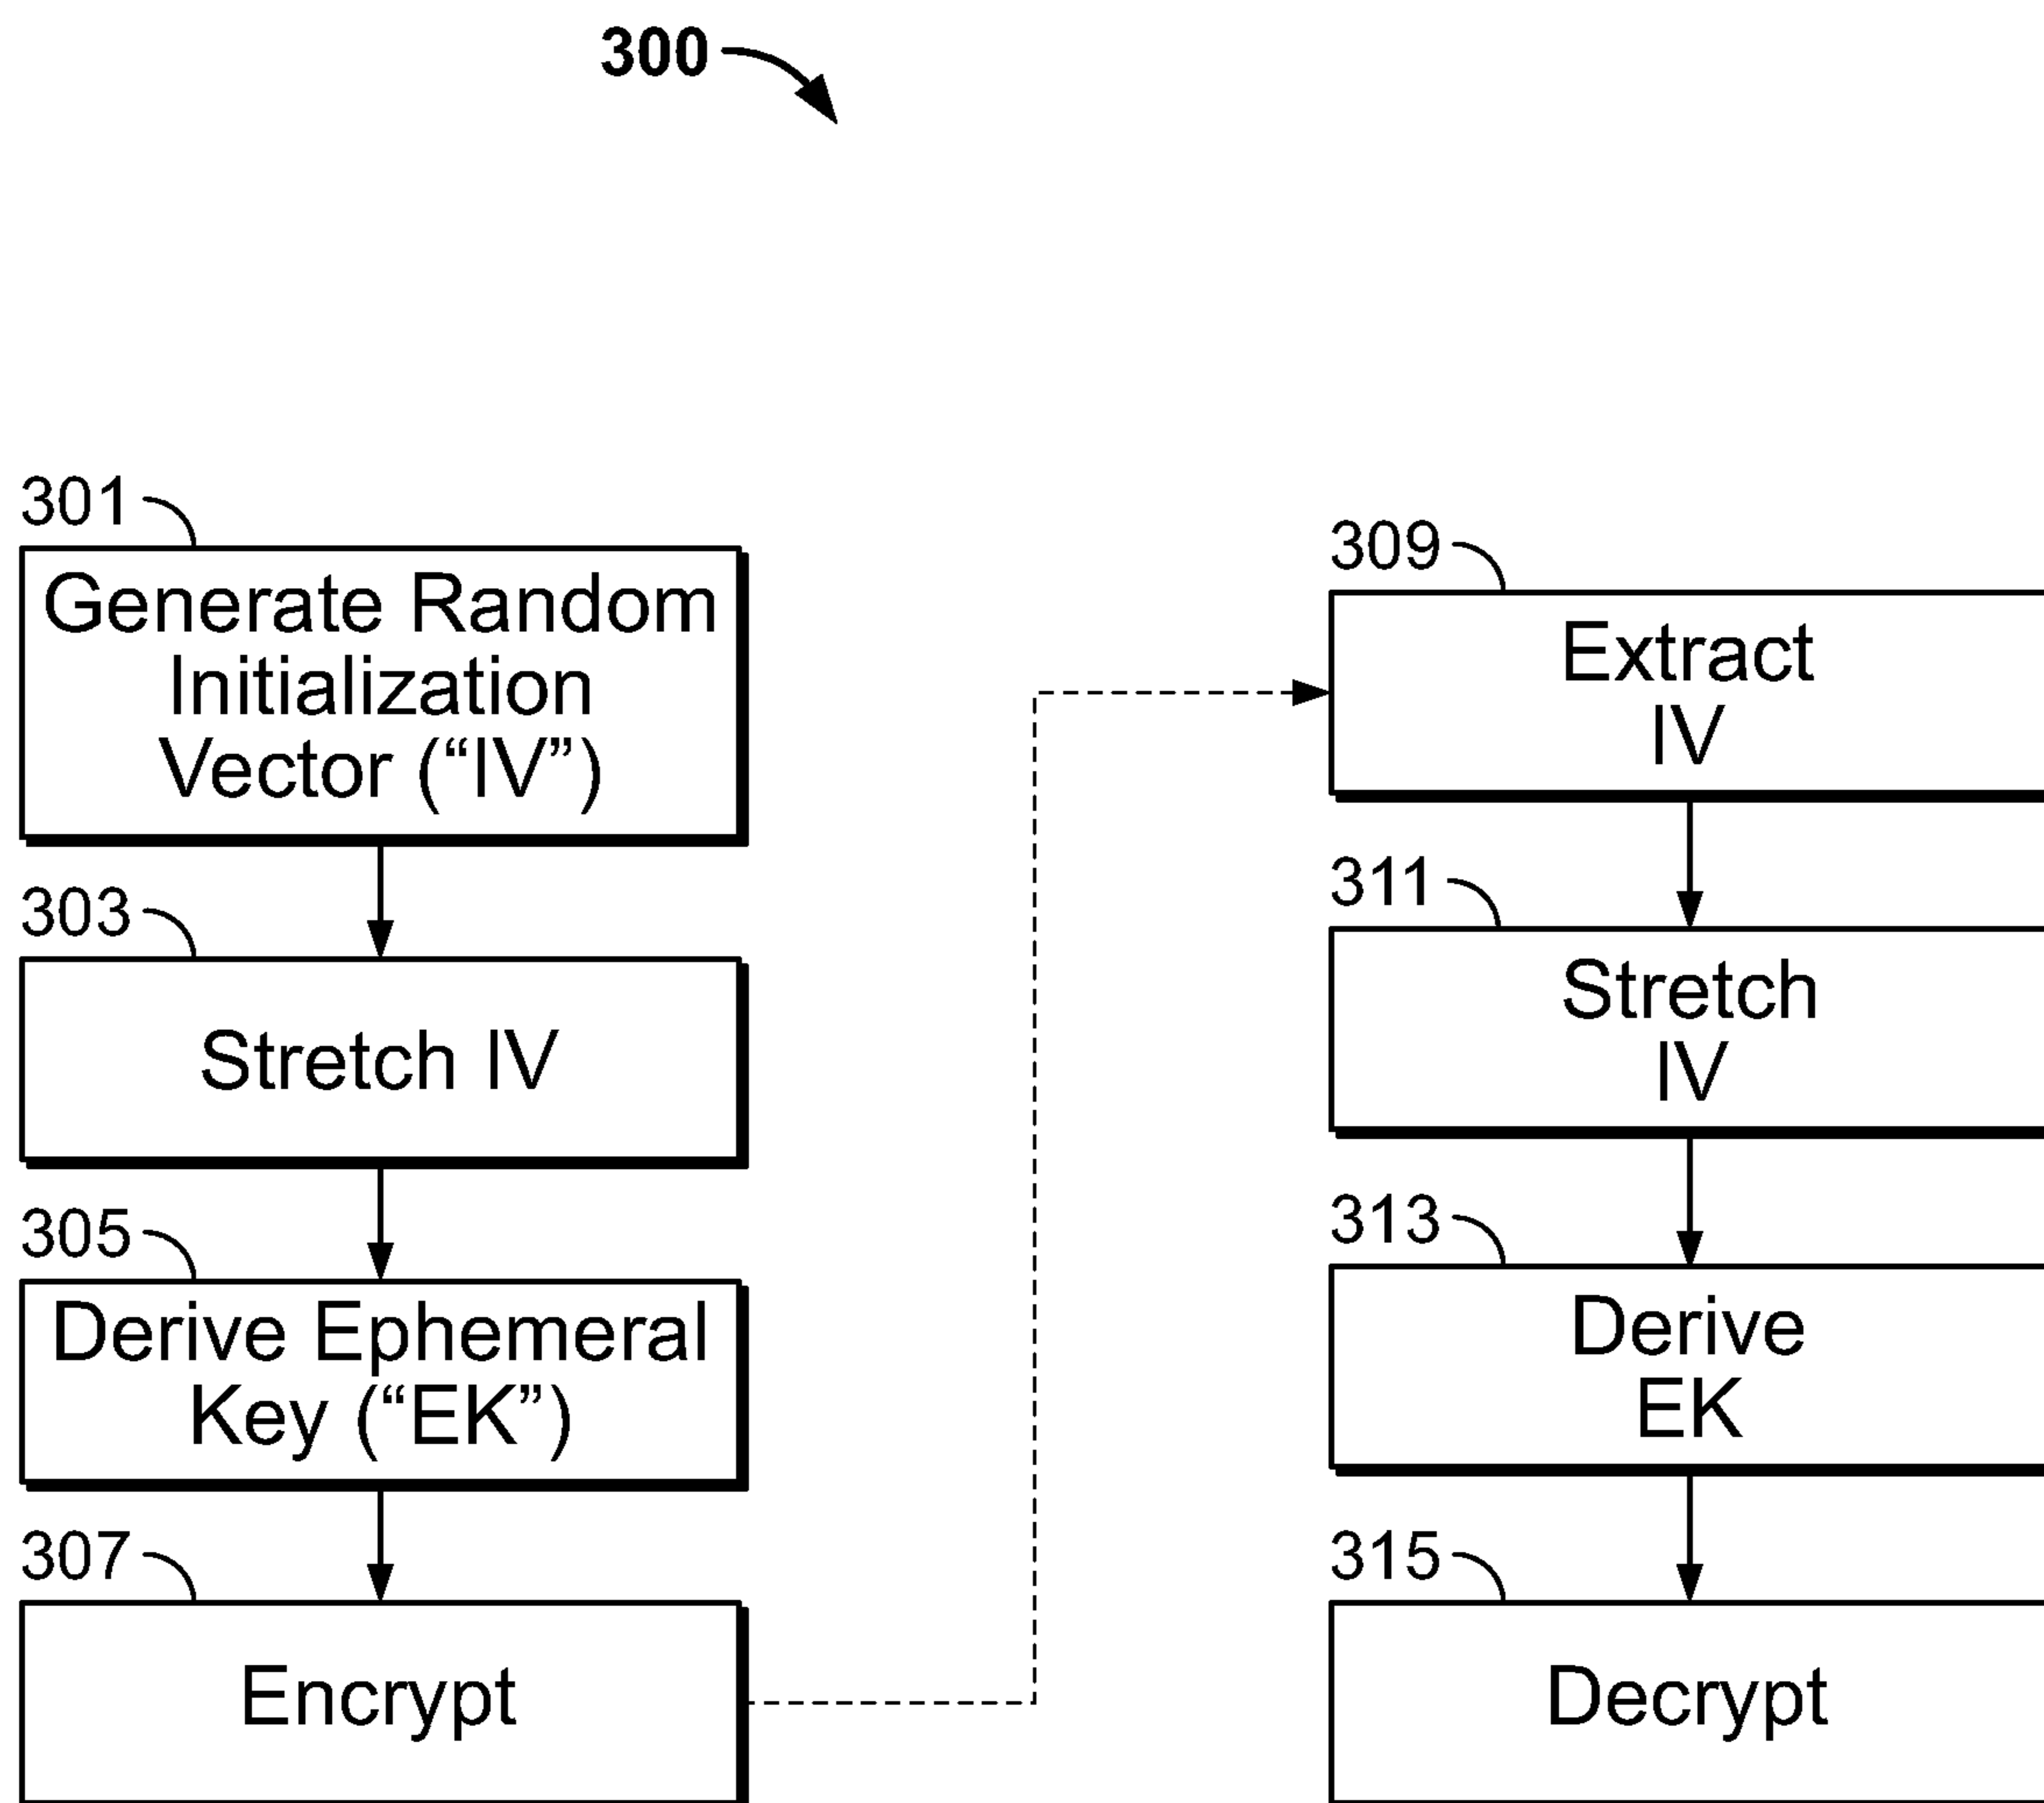 300
301
Generate Random
Initialization
Vector (“IV”)
303
Stretch IV
305
Derive Ephemeral
Key (“EK”)
307
Encrypt
309
Extract
IV
311
Stretch
IV
313
Derive
EK
315
Decrypt